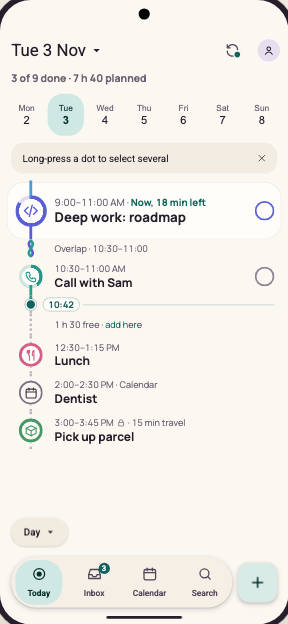 Tue 3 Nov
3 of 9 done · 7 h 40 planned
Mon Tue Wed Thu Fri Sat Sun
2 3 4 5 6 7 8
Long-press a dot to select several
9:00–11:00 AM · Now, 18 min left
Deep work: roadmap
Overlap · 10:30–11:00
10:30–11:00 AM
Call with Sam
10:42
1 h 30 free · add here
12:30–1:15 PM
Lunch
2:00–2:30 PM · Calendar
Dentist
3:00–3:45 PM · 15 min travel
Pick up parcel
Day
3
Today Inbox Calendar Search